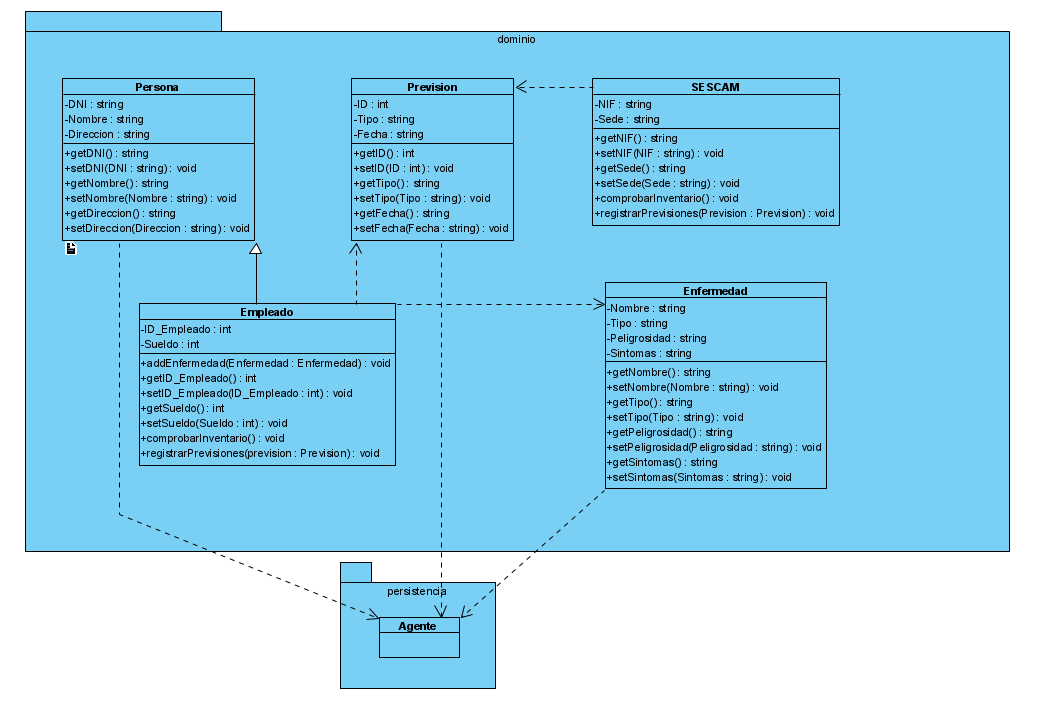 dominio
Persona
-DNI : string
-Nombre : string
-Direccion : string
+getDNI() : string
+setDNI(DNI : string) : void
+getNombre() : string
+setNombre(Nombre : string) : void
+getDireccion() : string
+setDireccion(Direccion : string) : void
Prevision
-ID : int
-Tipo : string
-Fecha : string
+getID() : int
+setID(ID : int) : void
+getTipo() : string
+setTipo(Tipo : string) : void
+getFecha() : string
+setFecha(Fecha : string) : void
SESCAM
-NIF : string
-Sede : string
+getNIF() : string
+setNIF(NIF : string) : void
+getSede() : string
+setSede(Sede : string) : void
+comprobarInventario() : void
+registrarPrevisiones(Prevision : Prevision) : void
Empleado
-ID_Empleado : int
-Sueldo : int
+addEnfermedad(Enfermedad : Enfermedad) : void
+getID_Empleado() : int
+setID_Empleado(ID_Empleado : int) : void
+getSueldo() : int
+setSueldo(Sueldo : int) : void
+comprobarInventario() : void
+registrarPrevisiones(prevision : Prevision) : void
Enfermedad
-Nombre : string
-Tipo : string
-Peligrosidad : string
-Sintomas : string
+getNombre() : string
+setNombre(Nombre : string) : void
+getTipo() : string
+setTipo(Tipo : string) : void
+getPeligrosidad() : string
+setPeligrosidad(Peligrosidad : string) : void
+getSintomas() : string
+setSintomas(Sintomas : string) : void
persistencia
Agente